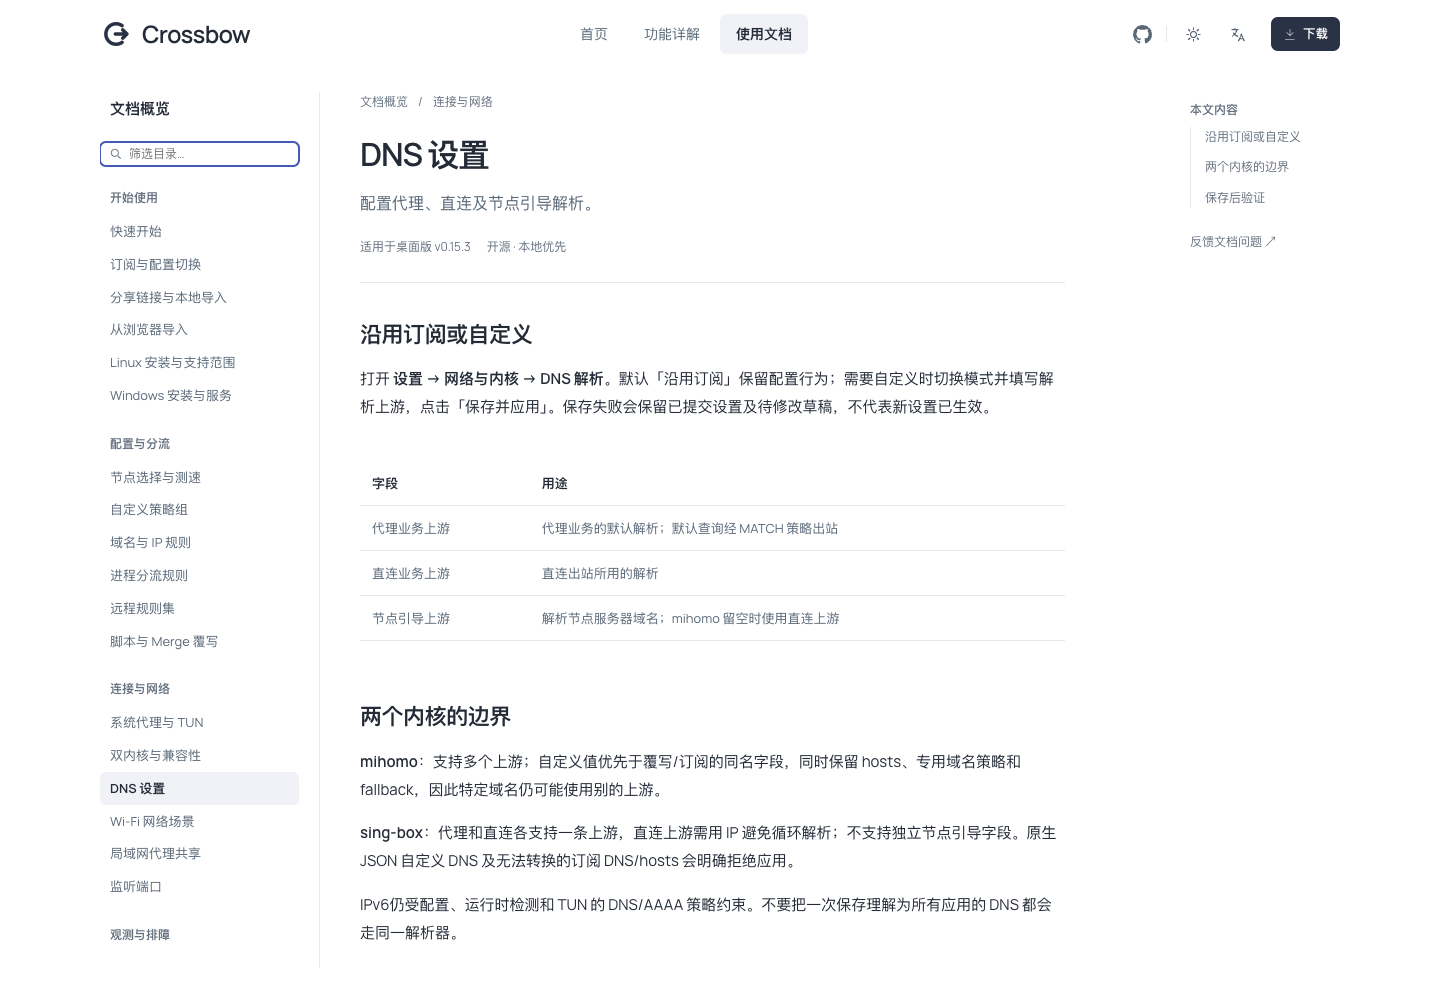 Crossbow
首页
功能详解
使用文档
下载
文档概览
筛选目录...
开始使用
快速开始
订阅与配置切换
分享链接与本地导入
从浏览器导入
Linux 安装与支持范围
Windows 安装与服务
配置与分流
节点选择与测速
自定义策略组
域名与 IP 规则
进程分流规则
远程规则集
脚本与 Merge 覆写
连接与网络
系统代理与 TUN
双内核与兼容性
DNS 设置
Wi-Fi 网络场景
局域网代理共享
监听端口
观测与排障
文档概览 / 连接与网络
DNS 设置
配置代理、直连及节点引导解析。
适用于桌面版 v0.15.3 开源 · 本地优先
沿用订阅或自定义
打开 设置 → 网络与内核 → DNS 解析。默认「沿用订阅」保留配置行为；需要自定义时切换模式并填写解
析上游，点击「保存并应用」。保存失败会保留已提交设置及待修改草稿，不代表新设置已生效。
字段 用途
代理业务上游 代理业务的默认解析；默认查询经 MATCH 策略出站
直连业务上游 直连出站所用的解析
节点引导上游 解析节点服务器域名；mihomo 留空时使用直连上游
两个内核的边界
mihomo：支持多个上游；自定义值优先于覆写/订阅的同名字段，同时保留 hosts、专用域名策略和
fallback，因此特定域名仍可能使用别的上游。
sing-box：代理和直连各支持一条上游，直连上游需用 IP 避免循环解析；不支持独立节点引导字段。原生
JSON 自定义 DNS 及无法转换的订阅 DNS/hosts 会明确拒绝应用。
IPv6仍受配置、运行时检测和 TUN 的 DNS/AAAA 策略约束。不要把一次保存理解为所有应用的 DNS 都会
走同一解析器。
本文内容
沿用订阅或自定义
两个内核的边界
保存后验证
反馈文档问题 ↗